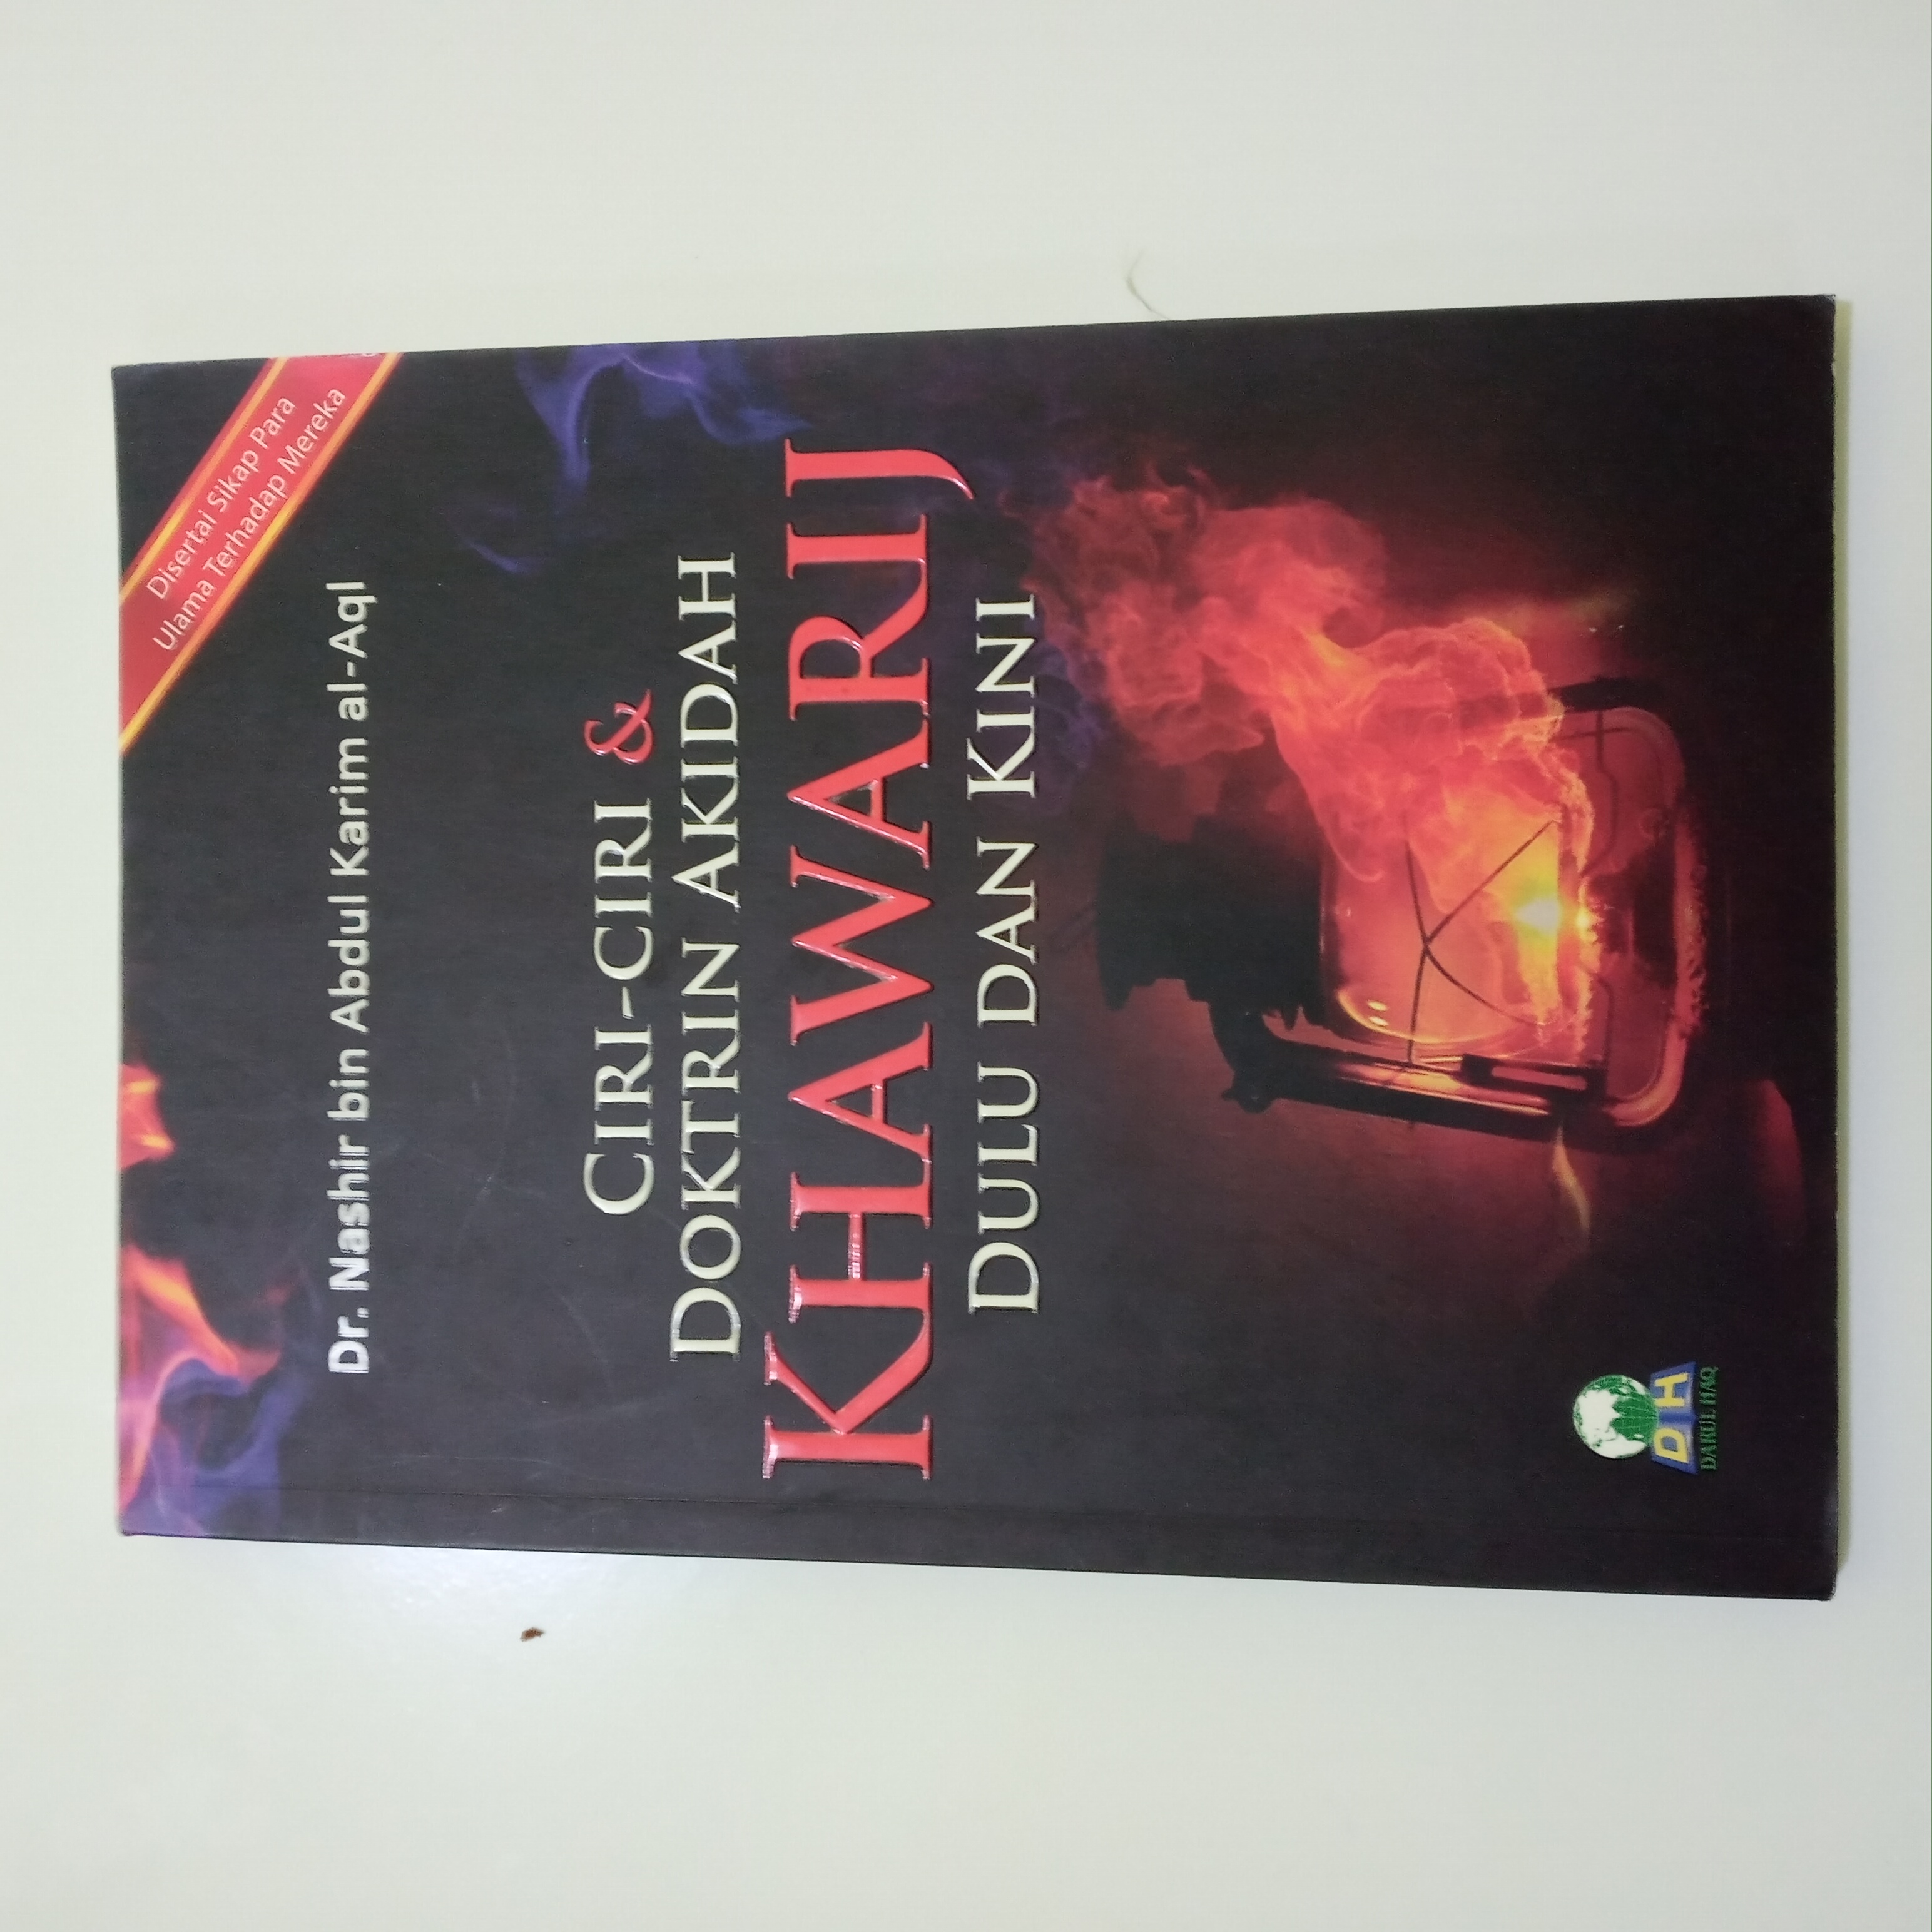 Disertai Sikap Para
Ulama Terhadap Mereka
Dr. Nashir bin Abdul Karim al-Aql
CIRI-CIRI &
DOKTRIN AKIDAH
KHAWARIJ
DULU DAN KINI
DH
DARUL HAQ